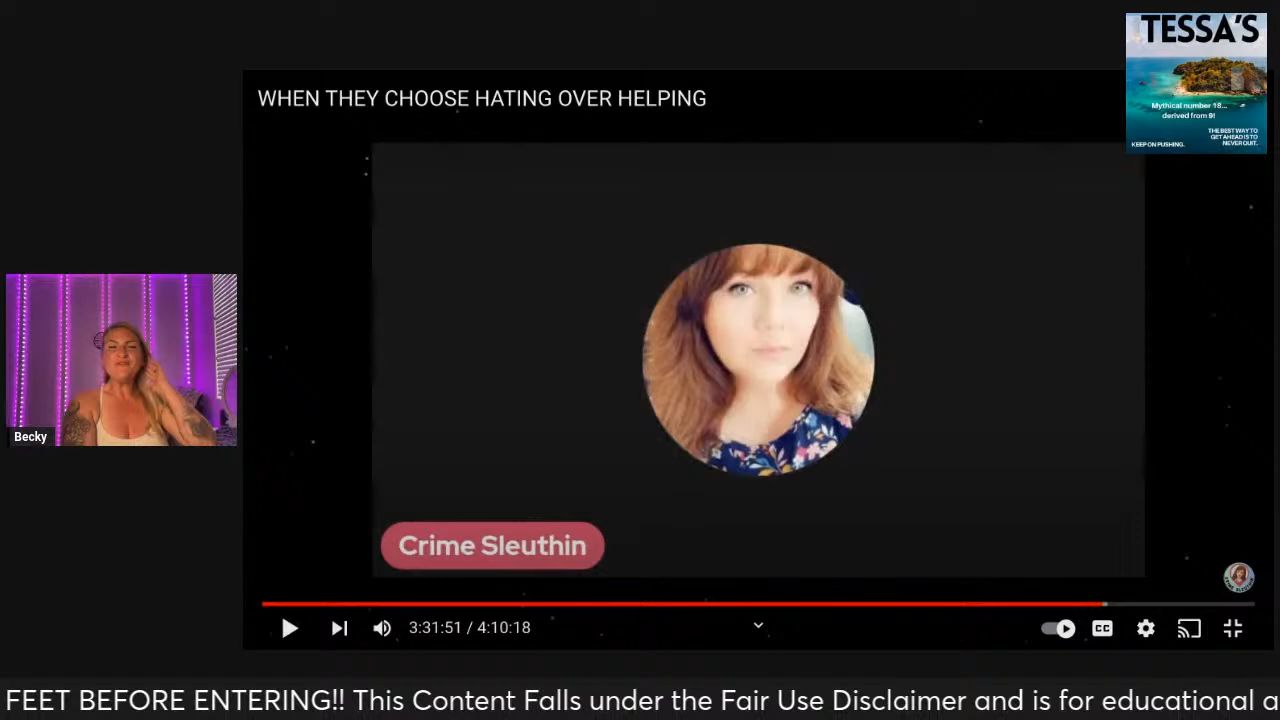 TESSA'S
WHEN THEY CHOOSE HATING OVER HELPING
Mythical number 18...
derived from 9!
THE BEST WAY TO
GET AHEAD IS TO
NEVER QUIT.
KEEP ON PUSHING.
Becky
Crime Sleuthin
3:31:51 / 4:10:18
CC
FEET BEFORE ENTERING!! This Content Falls under the Fair Use Disclaimer and is for educational a